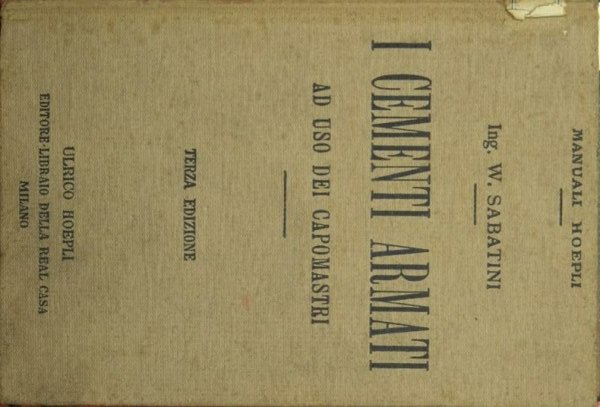 MANUALI HOEPLI
Ing. W. SABATINI
I CEMENTI ARMATI
AD USO DEI CAPOMASTRI
TERZA EDIZIONE
ULRICO HOEPLI
EDITORE-LIBRAIO DELLA REAL CASA
MILANO